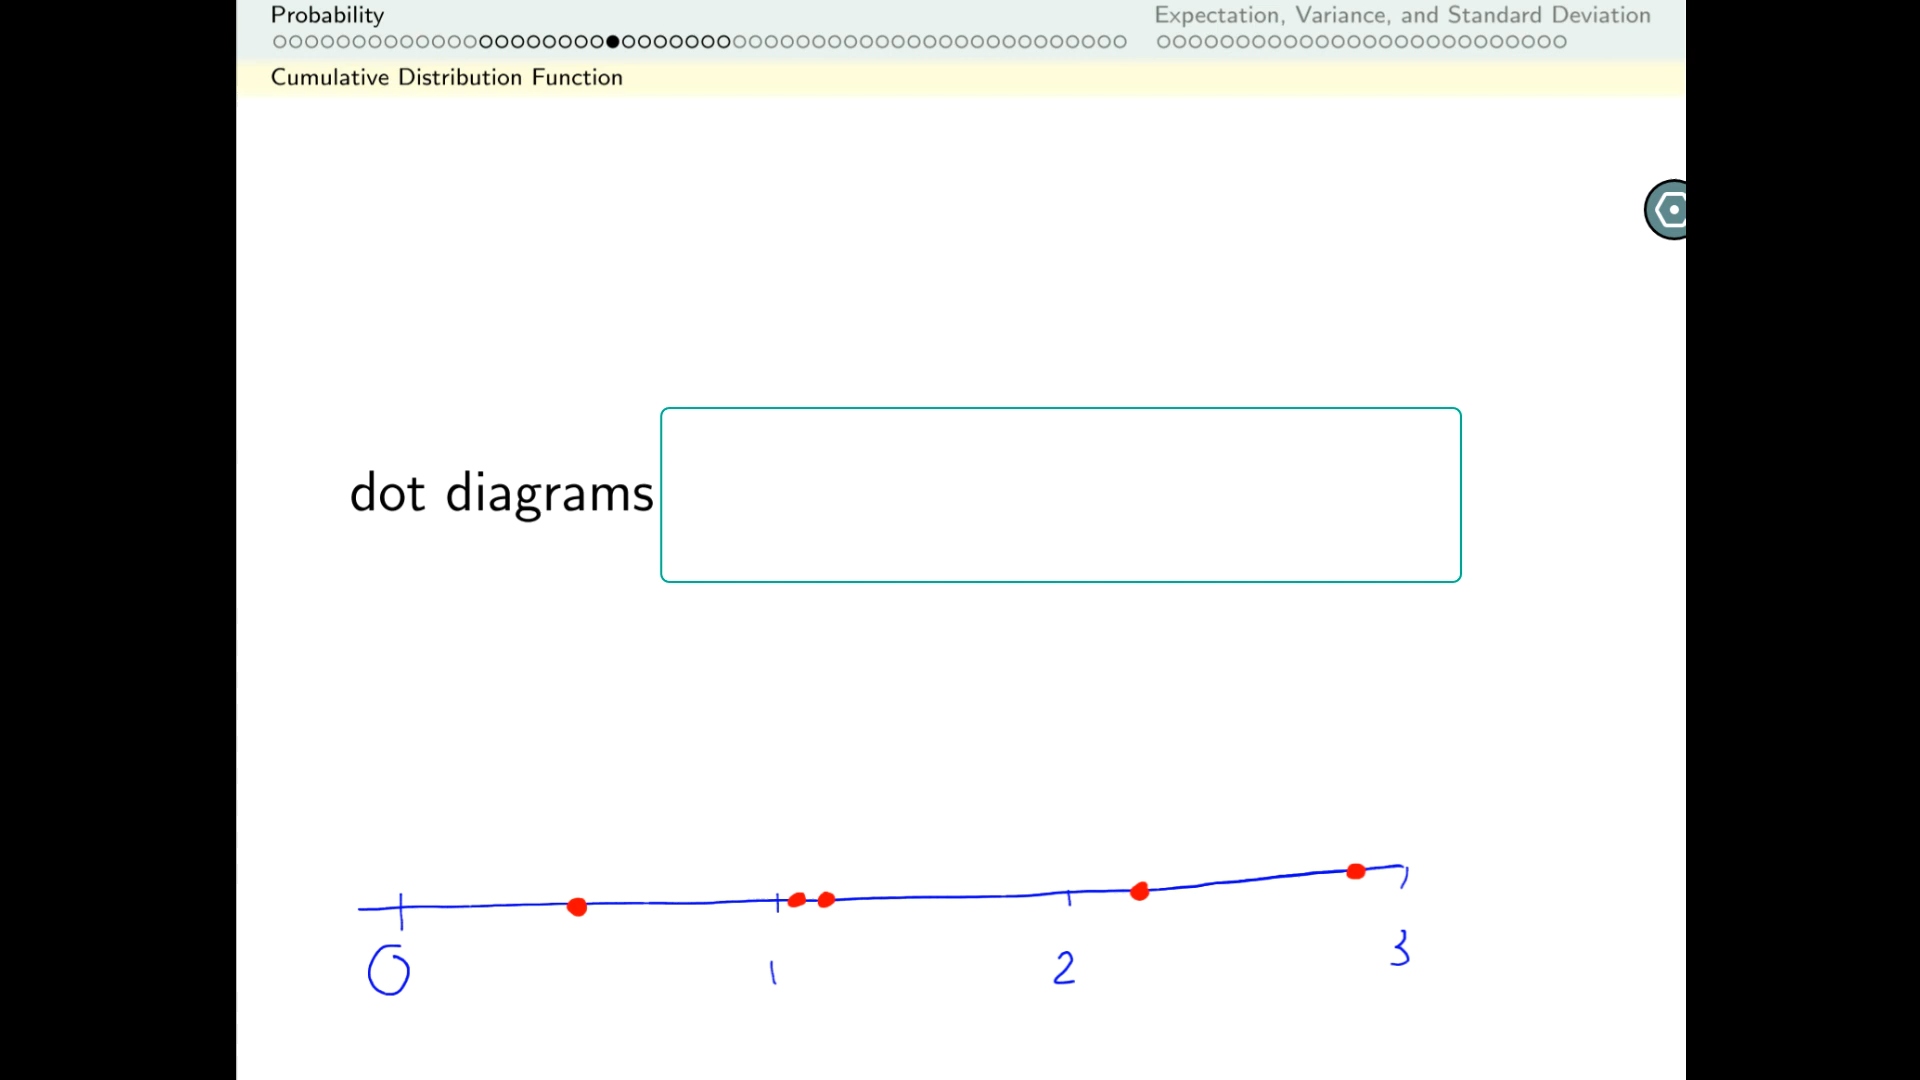 Probability Expectation, Variance, and Standard Deviation
Cumulative Distribution Function
dot diagrams
0 1 2 3